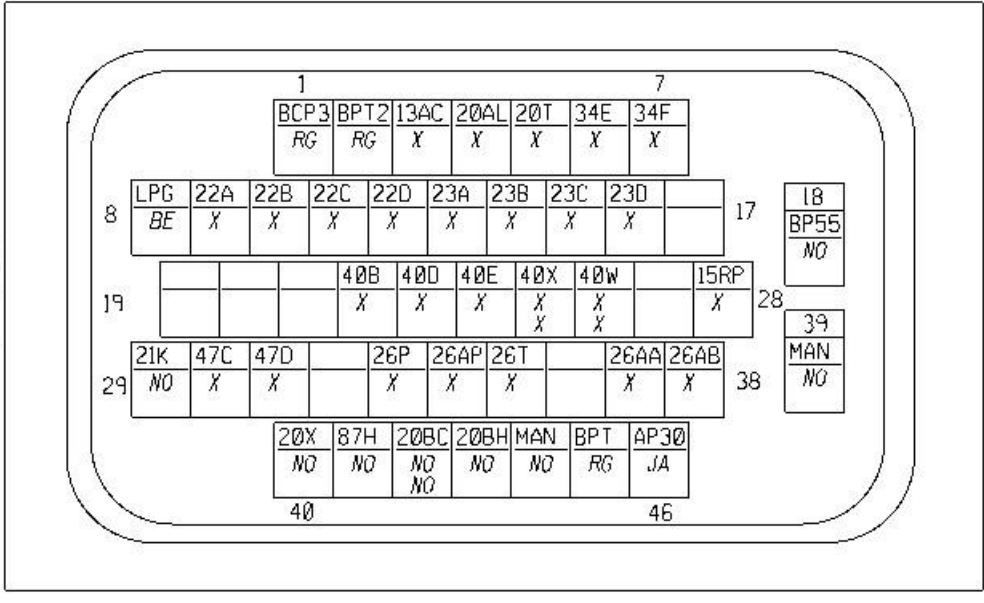 1 7
BCP3 BPT2 13AC 20AL 20T 34E 34F
RG RG X X X X X
8 LPG 22A 22B 22C 22D 23A 23B 23C 23D 17
BE X X X X X X X X
18
BP55
NO
19 40B 40D 40E 40X 40W 15RP 28
X X X X X X
X X
39
MAN
NO
29 21K 47C 47D 26P 26AP 26T 26AA 26AB 38
NO X X X X X X X
20X 87H 20BC 20BH MAN BPT AP30
NO NO NO NO NO RG JA
NO
40 46